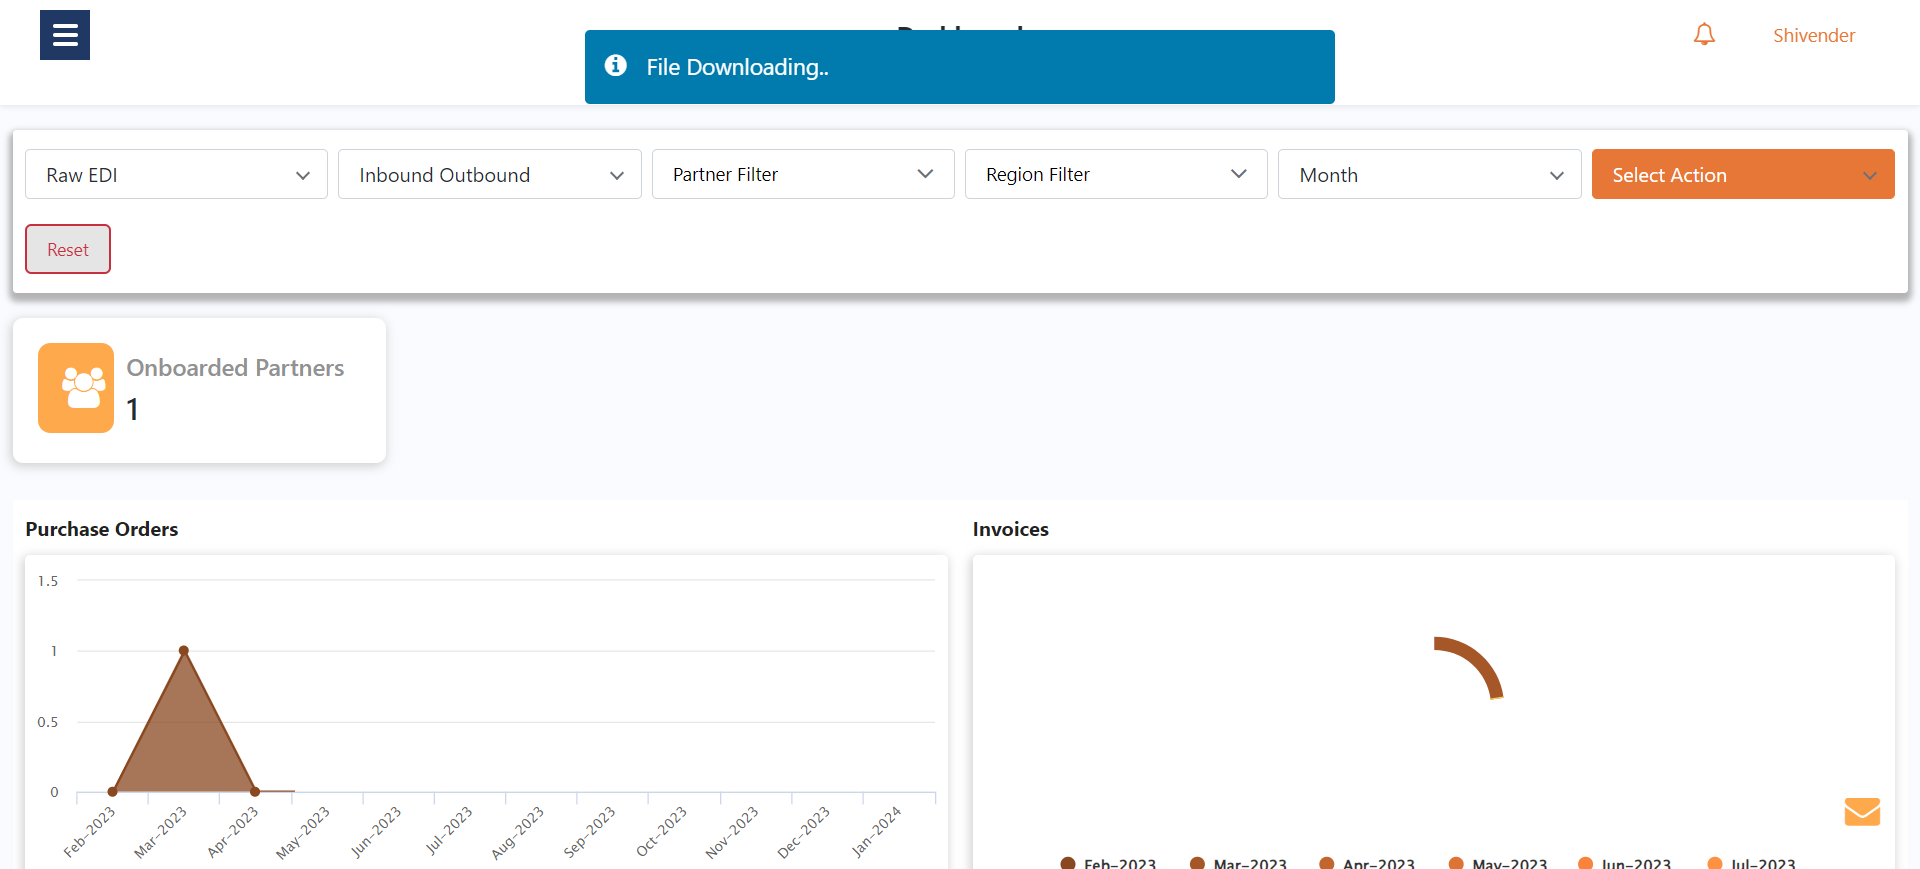 Shivender
File Downloading..
Raw EDI
Inbound Outbound
Partner Filter
Region Filter
Month
Select Action
Reset
Onboarded Partners
1
Purchase Orders
1.5
1
0.5
0
Feb-2023
Mar-2023
Apr-2023
May-2023
Jun-2023
Jul-2023
Aug-2023
Sep-2023
Oct-2023
Nov-2023
Dec-2023
Jan-2024
Invoices
Feb-2023
Mar-2023
Apr-2023
May-2023
Jun-2023
Jul-2023